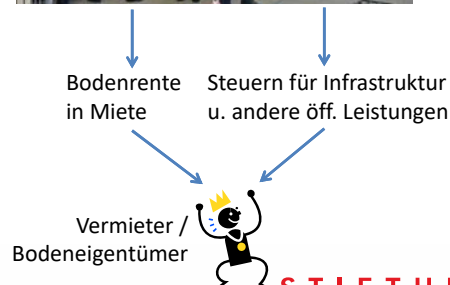 Bodenrente
in Miete
Steuern für Infrastruktur
u. andere öff. Leistungen
Vermieter /
Bodeneigentümer